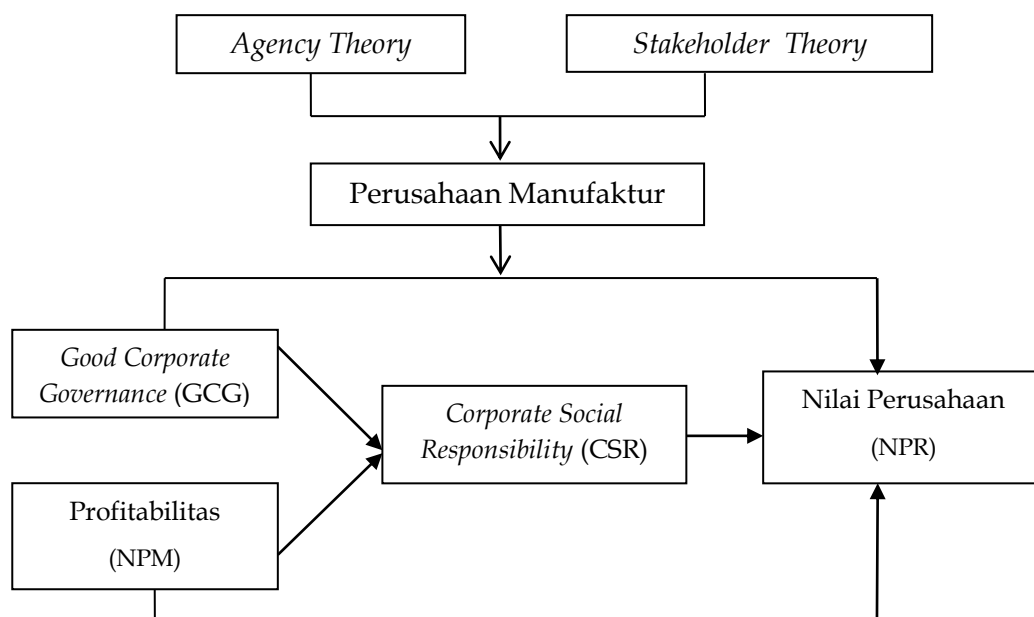 Agency Theory
Stakeholder Theory
Perusahaan Manufaktur
Good Corporate
Governance (GCG)
Corporate Social
Responsibility (CSR)
Nilai Perusahaan
(NPR)
Profitabilitas
(NPM)